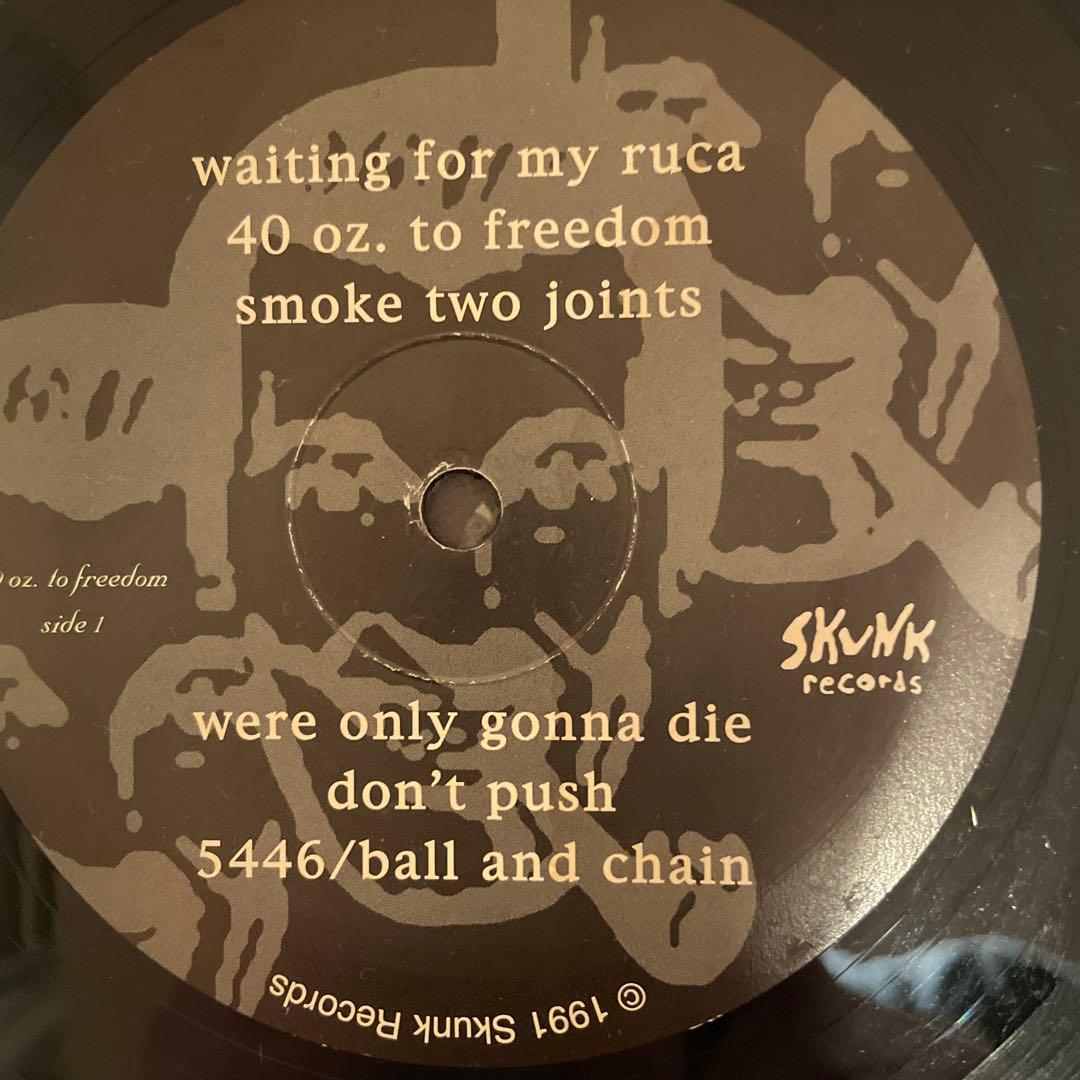 waiting for my ruca
40 oz. to freedom
smoke two joints
oz. to freedom
side 1
SKUNK
records
were only gonna die
don't push
5446/ball and chain
© 1991 Skunk Records